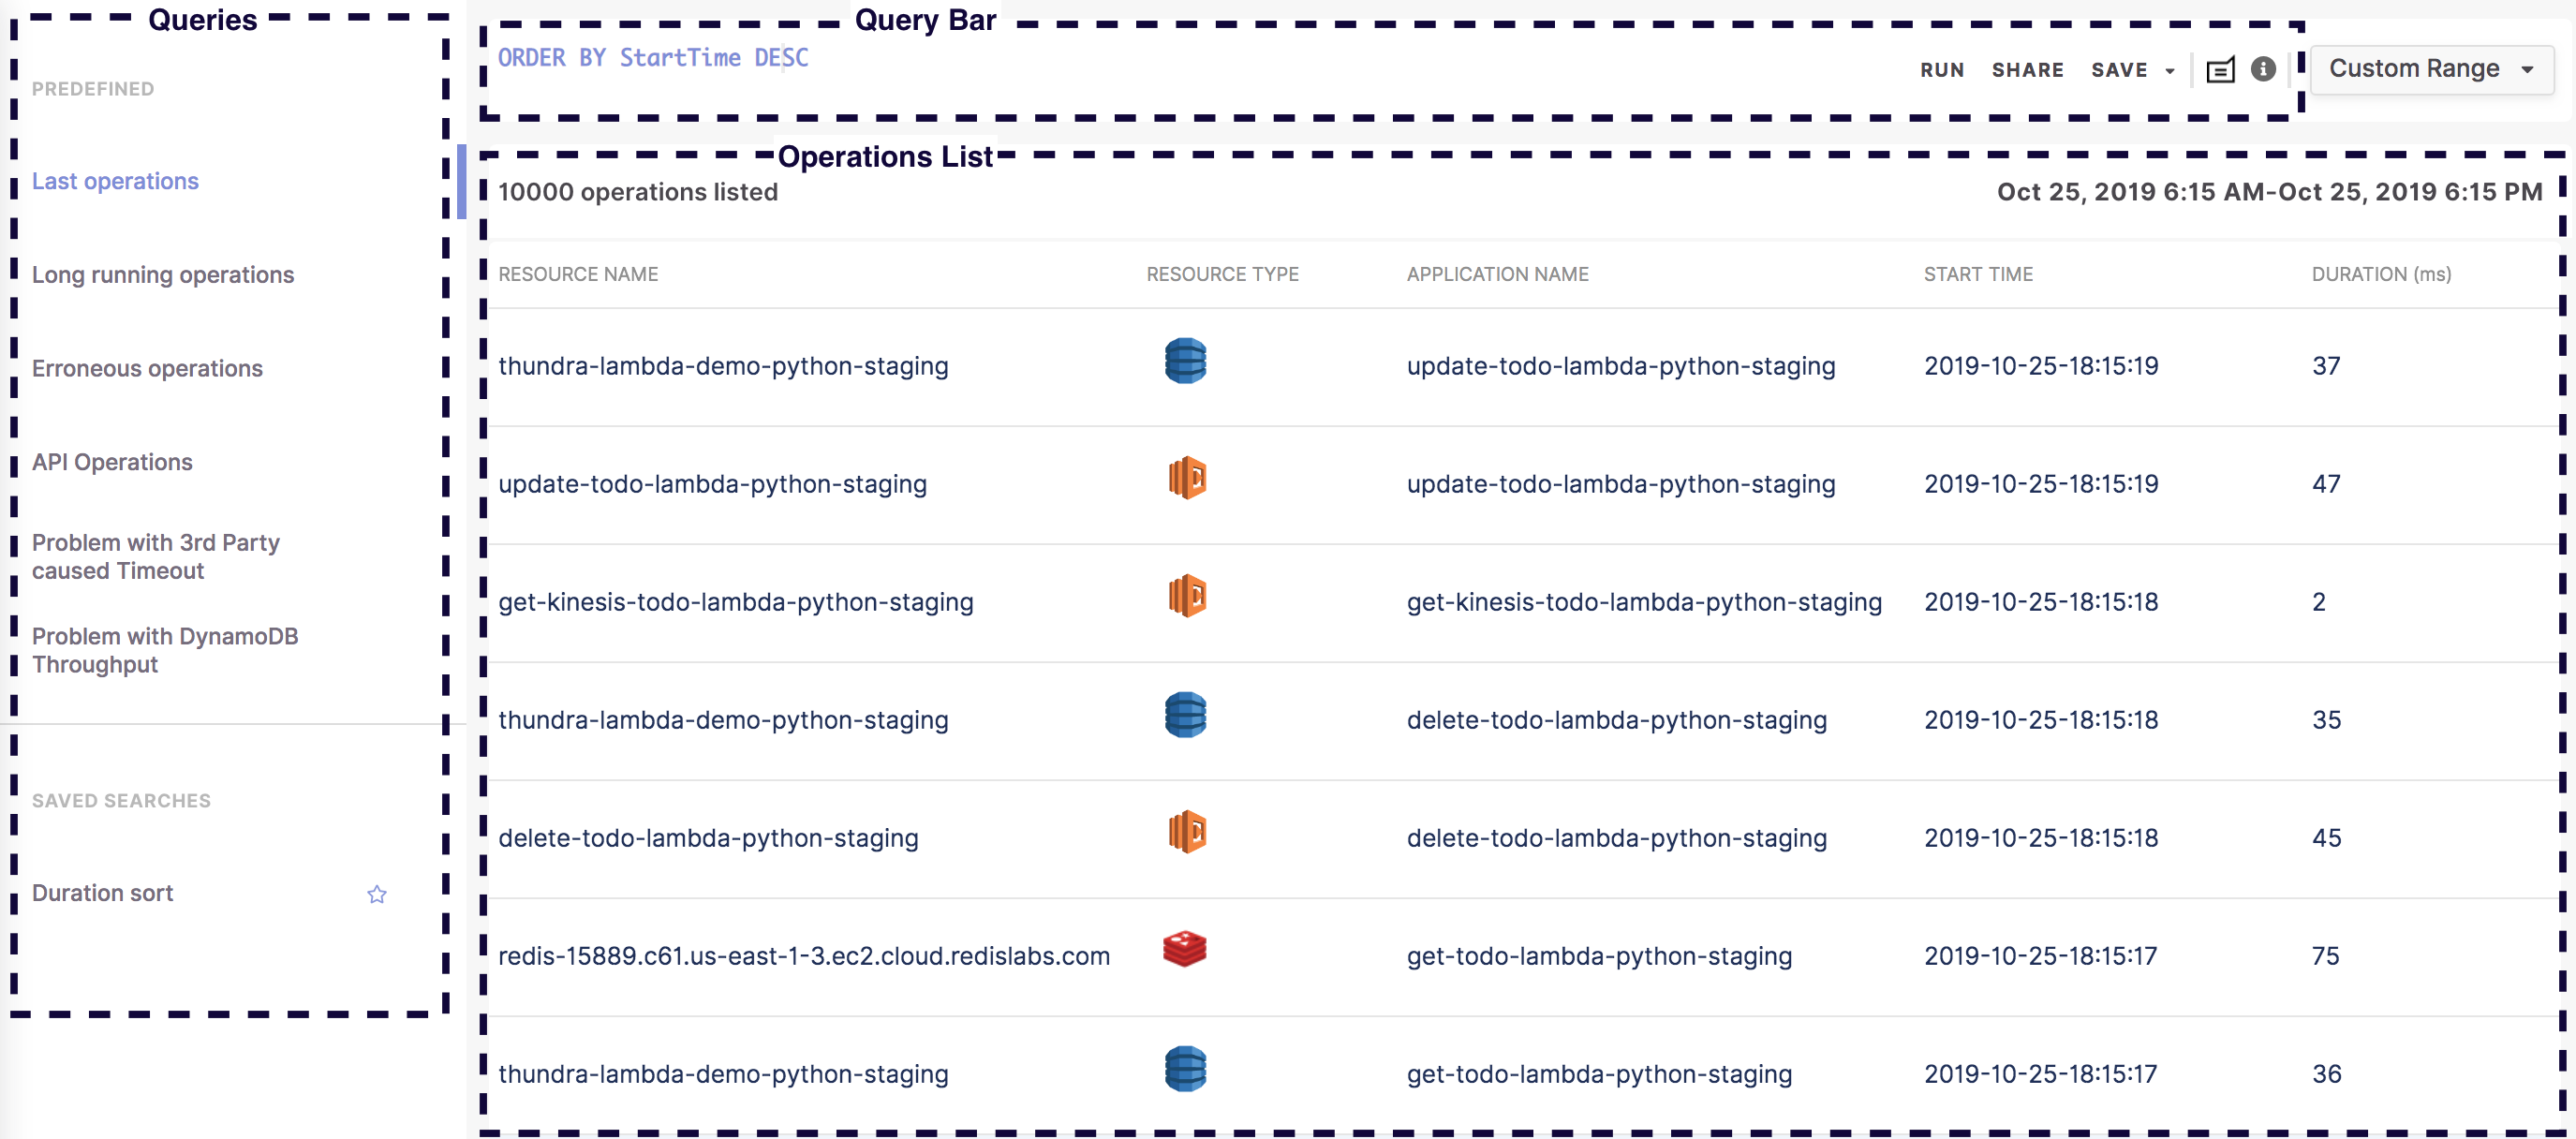 Queries
PREDEFINED
Last operations
Long running operations
Erroneous operations
API Operations
Problem with 3rd Party
caused Timeout
Problem with DynamoDB
Throughput
SAVED SEARCHES
Duration sort
Query Bar
ORDER BY StartTime DESC
RUN SHARE SAVE
Custom Range
Operations List
10000 operations listed
Oct 25, 2019 6:15 AM-Oct 25, 2019 6:15 PM
RESOURCE NAME RESOURCE TYPE APPLICATION NAME START TIME DURATION (ms)
thundra-lambda-demo-python-staging update-todo-lambda-python-staging 2019-10-25-18:15:19 37
update-todo-lambda-python-staging update-todo-lambda-python-staging 2019-10-25-18:15:19 47
get-kinesis-todo-lambda-python-staging get-kinesis-todo-lambda-python-staging 2019-10-25-18:15:18 2
thundra-lambda-demo-python-staging delete-todo-lambda-python-staging 2019-10-25-18:15:18 35
delete-todo-lambda-python-staging delete-todo-lambda-python-staging 2019-10-25-18:15:18 45
redis-15889.c61.us-east-1-3.ec2.cloud.redislabs.com get-todo-lambda-python-staging 2019-10-25-18:15:17 75
thundra-lambda-demo-python-staging get-todo-lambda-python-staging 2019-10-25-18:15:17 36